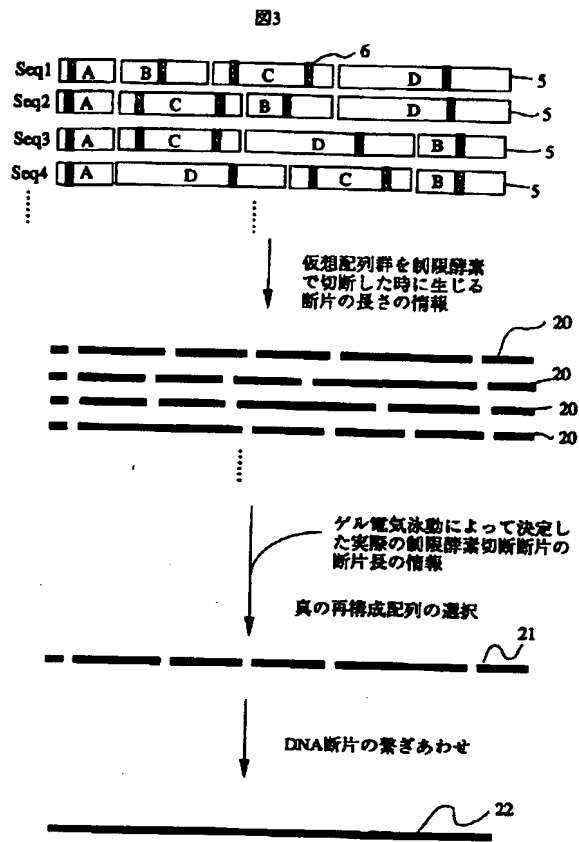 図3
6
Seq1 A B C D 5
Seq2 A C B D 5
Seq3 A C D B 5
Seq4 A D C B 5
仮想配列群を制限酵素
で切断した時に生じる
断片の長さの情報
20
20
20
20
ゲル電気泳動によって決定し
た実際の制限酵素切断断片の
断片長の情報
真の再構成配列の選択
21
DNA断片の繋ぎあわせ
22